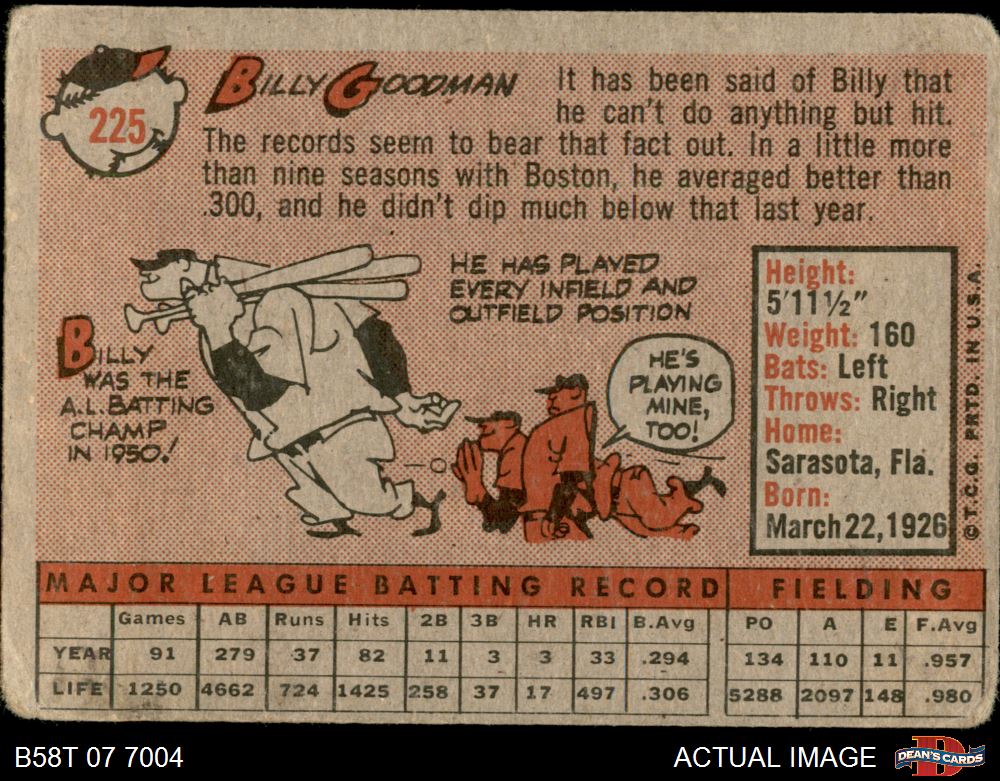 225
BILLY GOODMAN
It has been said of Billy that
he can't do anything but hit.
The records seem to bear that fact out. In a little more
than nine seasons with Boston, he averaged better than
.300, and he didn't dip much below that last year.
HE HAS PLAYED
EVERY INFIELD AND
OUTFIELD POSITION
BILLY
WAS THE
A.L. BATTING
CHAMP
IN 1950!
HE'S
PLAYING
MINE,
TOO!
Height:
5'11½"
Weight: 160
Bats: Left
Throws: Right
Home:
Sarasota, Fla.
Born:
March 22, 1926
© T.C.G. PRTD. IN U.S.A.
MAJOR LEAGUE BATTING RECORD FIELDING
Games AB Runs Hits 2B 3B HR RBI B.Avg PO A E F.Avg
YEAR 91 279 37 82 11 3 3 33 .294 134 110 11 .957
LIFE 1250 4662 724 1425 258 37 17 497 .306 5288 2097 148 .980
B58T 07 7004
ACTUAL IMAGE
DEAN'S CARDS